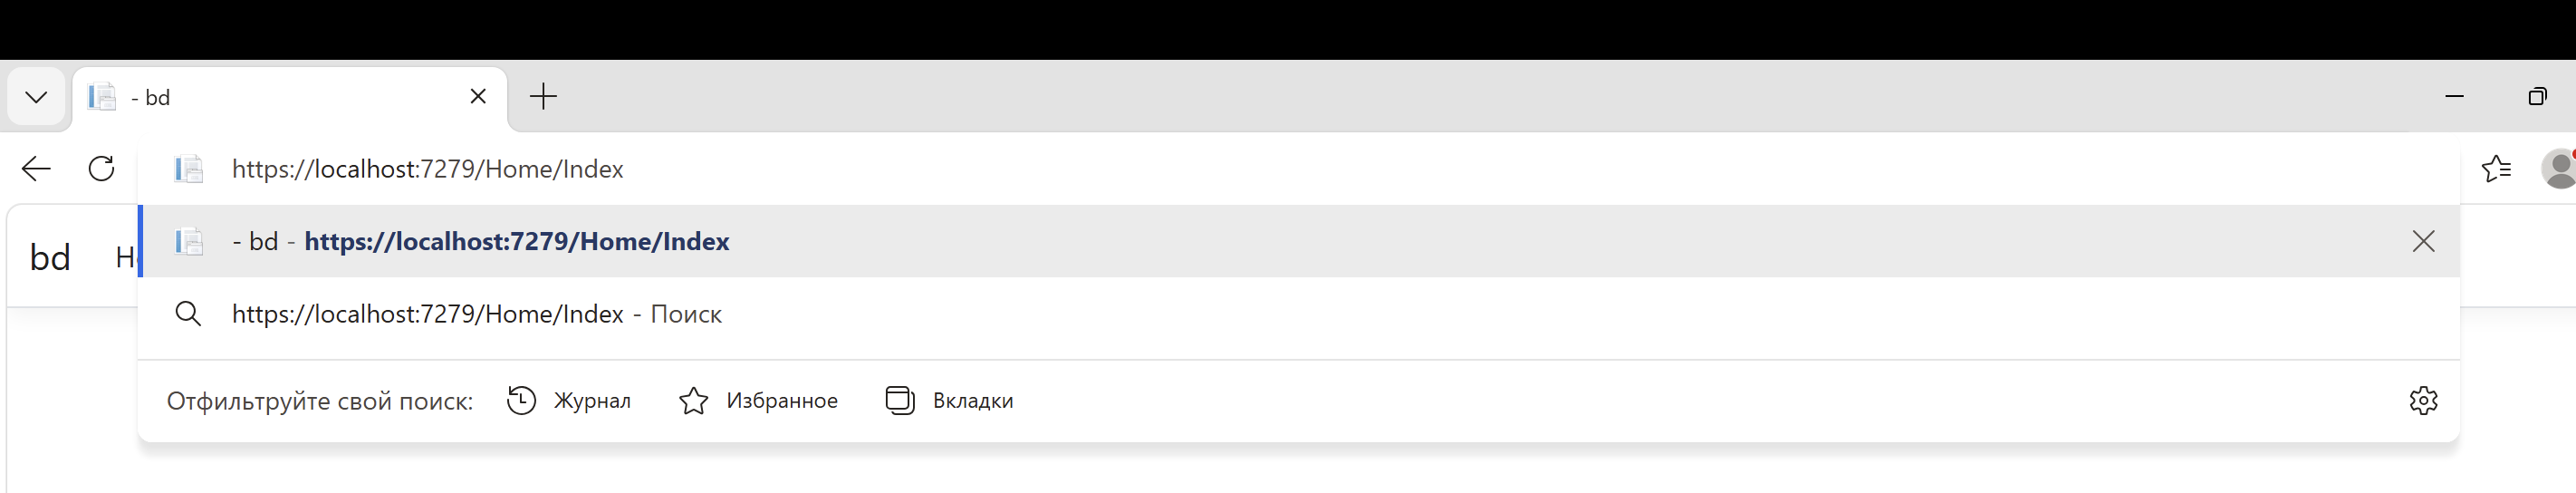 - bd
https://localhost:7279/Home/Index
bd
- bd - https://localhost:7279/Home/Index
https://localhost:7279/Home/Index - Поиск
Отфильтруйте свой поиск: Журнал Избранное Вкладки